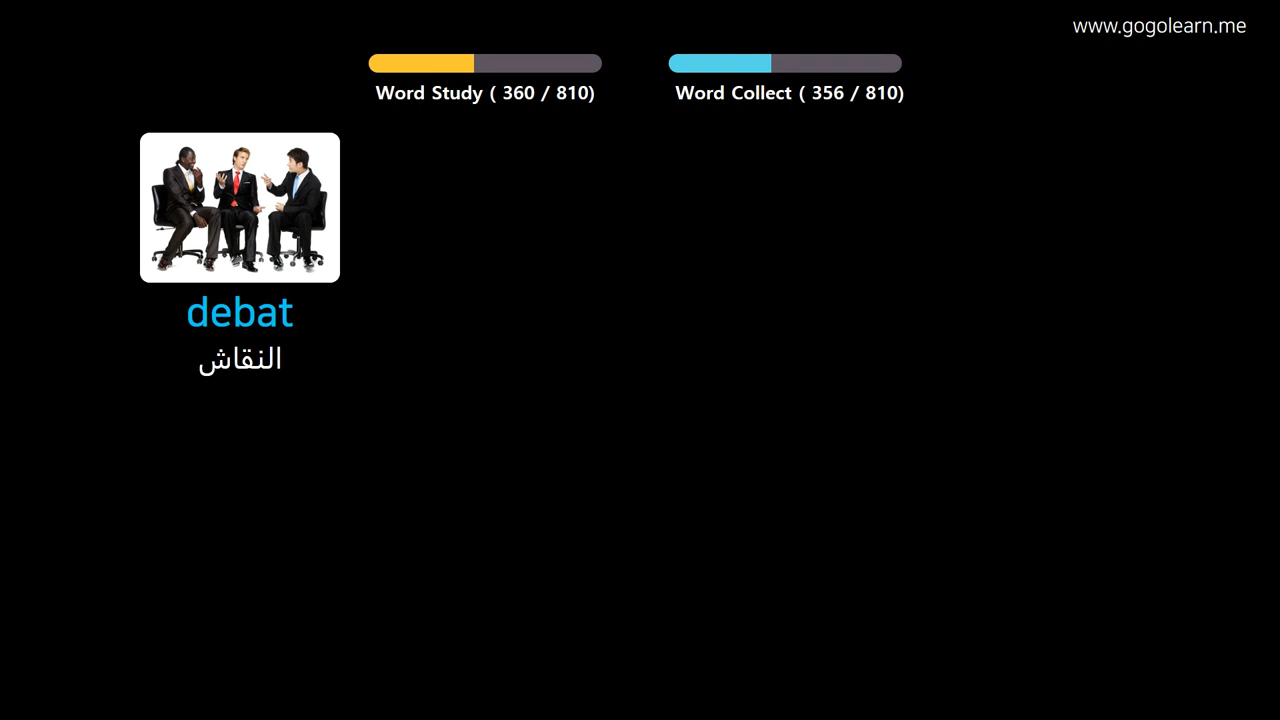 www.gogolearn.me
Word Study ( 360 / 810)
Word Collect ( 356 / 810)
debat
النقاش